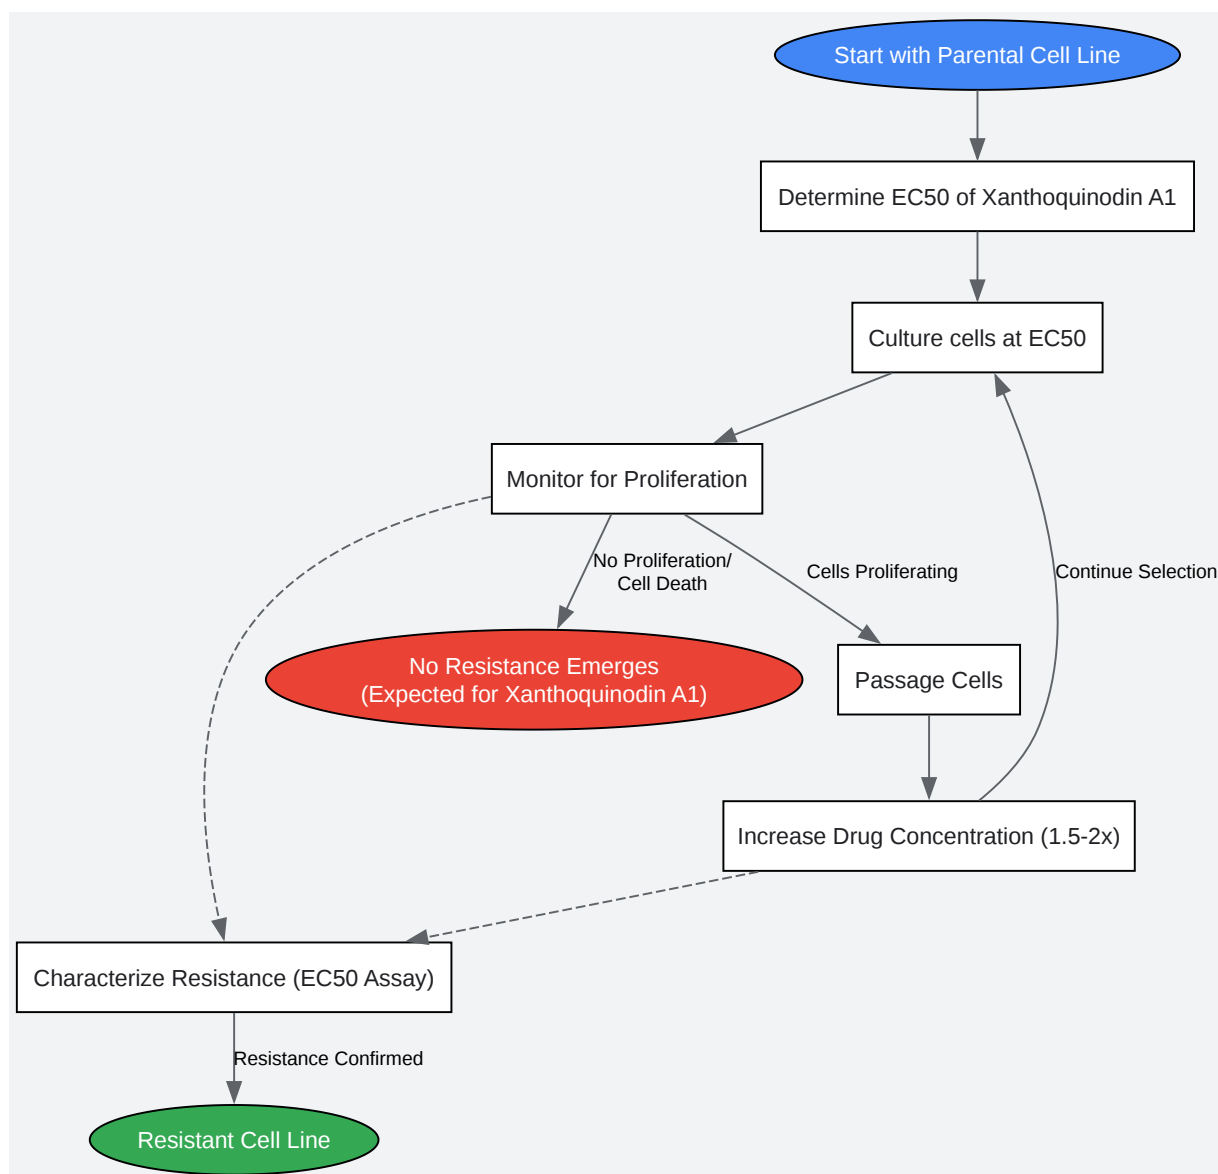 Start with Parental Cell Line
Determine EC50 of Xanthoquinodin A1
Culture cells at EC50
Monitor for Proliferation
No Proliferation/
Cell Death
Cells Proliferating
Continue Selection
No Resistance Emerges
(Expected for Xanthoquinodin A1)
Passage Cells
Increase Drug Concentration (1.5-2x)
Characterize Resistance (EC50 Assay)
Resistance Confirmed
Resistant Cell Line